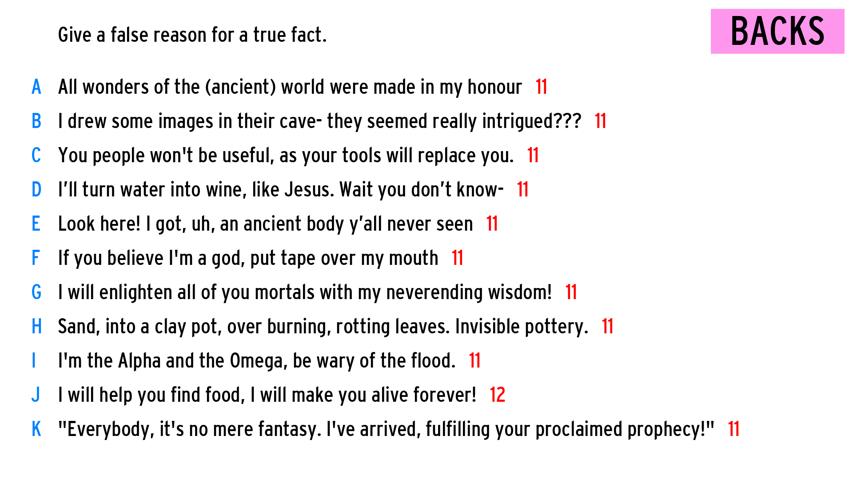 Give a false reason for a true fact.
BACKS
A All wonders of the (ancient) world were made in my honour 11
B I drew some images in their cave- they seemed really intrigued??? 11
C You people won't be useful, as your tools will replace you. 11
D I’ll turn water into wine, like Jesus. Wait you don’t know- 11
E Look here! I got, uh, an ancient body y’all never seen 11
F If you believe I'm a god, put tape over my mouth 11
G I will enlighten all of you mortals with my neverending wisdom! 11
H Sand, into a clay pot, over burning, rotting leaves. Invisible pottery. 11
I I'm the Alpha and the Omega, be wary of the flood. 11
J I will help you find food, I will make you alive forever! 12
K "Everybody, it's no mere fantasy. I've arrived, fulfilling your proclaimed prophecy!" 11